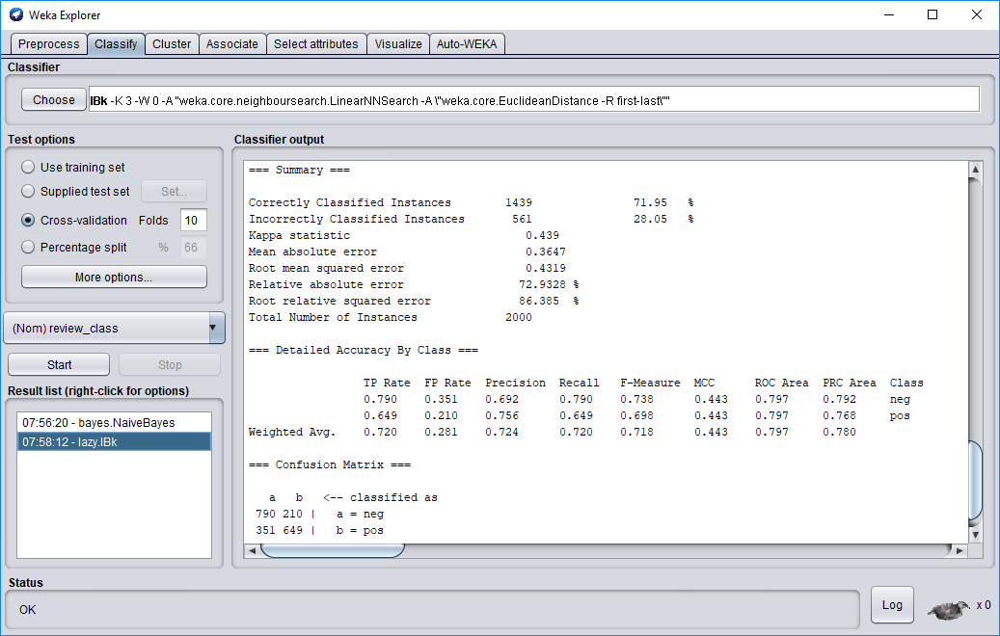 Weka Explorer
Preprocess Classify Cluster Associate Select attributes Visualize Auto-WEKA
Classifier
Choose IBk -K 3 -W 0 -A "weka.core.neighboursearch.LinearNNSearch -A \"weka.core.EuclideanDistance -R first-last\""
Test options
Use training set
Supplied test set Set...
Cross-validation Folds 10
Percentage split % 66
More options...
(Nom) review_class
Start Stop
Result list (right-click for options)
07:56:20 - bayes.NaiveBayes
07:58:12 - lazy.IBk
Classifier output
=== Summary ===
Correctly Classified Instances 1439 71.95 %
Incorrectly Classified Instances 561 28.05 %
Kappa statistic 0.439
Mean absolute error 0.3647
Root mean squared error 0.4319
Relative absolute error 72.9328 %
Root relative squared error 86.385 %
Total Number of Instances 2000
=== Detailed Accuracy By Class ===
TP Rate FP Rate Precision Recall F-Measure MCC ROC Area PRC Area Class
0.790 0.351 0.692 0.790 0.738 0.443 0.797 0.792 neg
0.649 0.210 0.756 0.649 0.698 0.443 0.797 0.768 pos
Weighted Avg. 0.720 0.281 0.724 0.720 0.718 0.443 0.797 0.780
=== Confusion Matrix ===
a b <-- classified as
790 210 | a = neg
351 649 | b = pos
Status
OK
Log
x 0